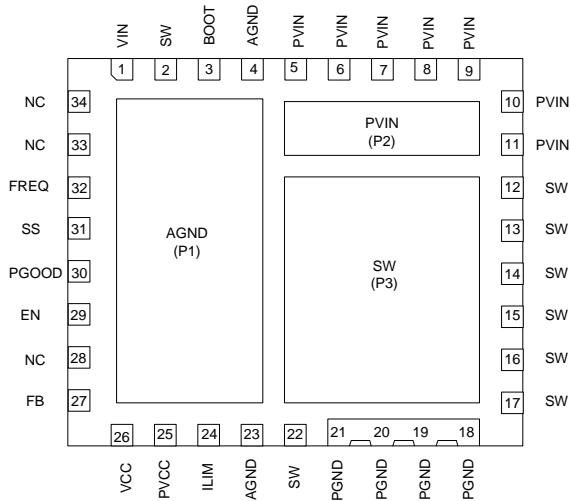 VIN SW BOOT AGND PVIN PVIN PVIN PVIN PVIN
1 2 3 4 5 6 7 8 9
NC 34 10 PVIN
PVIN
(P2)
NC 33 11 PVIN
FREQ 32 12 SW
SS 31 13 SW
AGND
(P1)
PGOOD 30 14 SW
SW
(P3)
EN 29 15 SW
NC 28 16 SW
FB 27 17 SW
26 25 24 23 22 21 20 19 18
VCC PVCC ILIM AGND SW PGND PGND PGND PGND